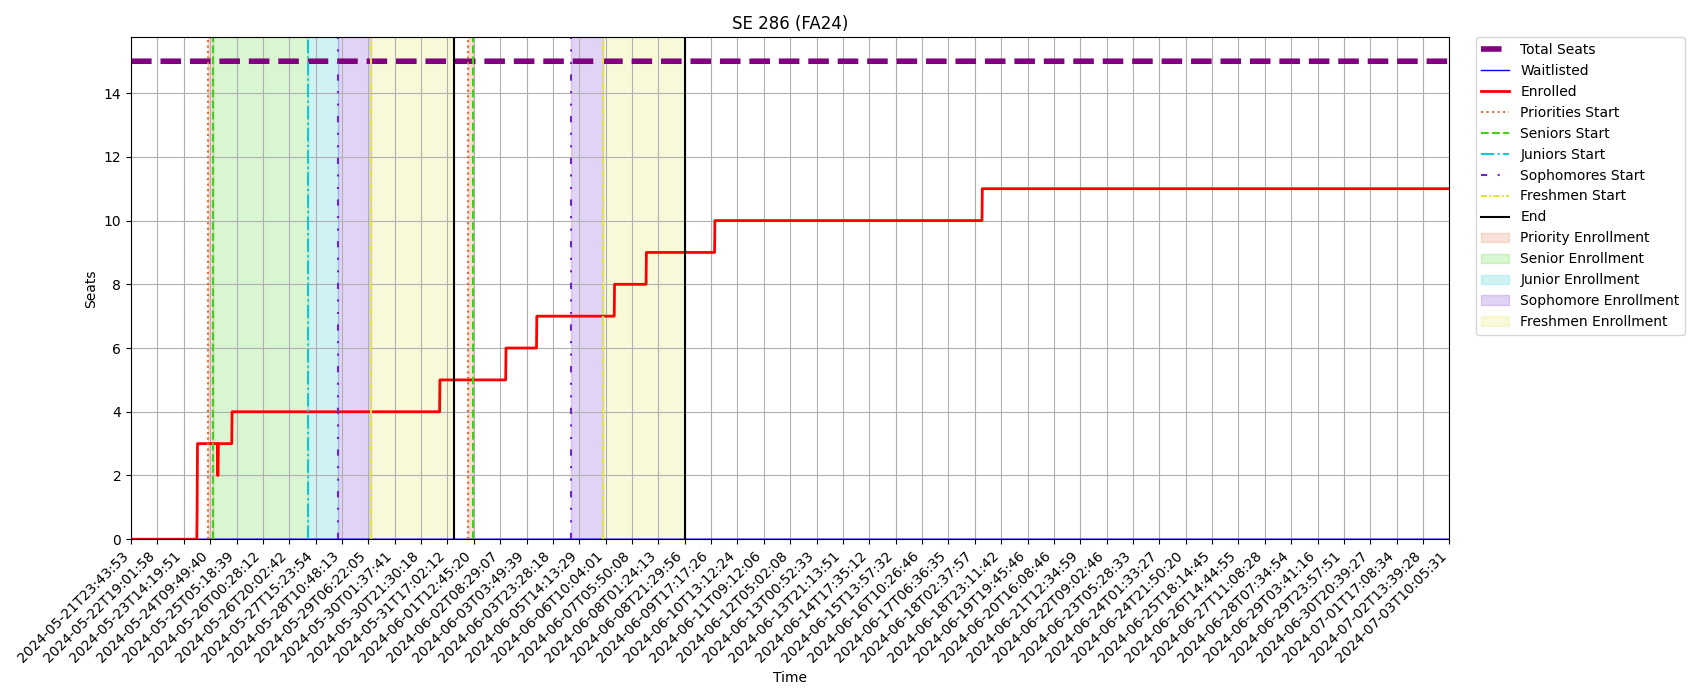 SE 286 (FA24)
Seats
0
2
4
6
8
10
12
14
2024-05-21T23:43:53
2024-05-22T19:01:58
2024-05-23T14:19:51
2024-05-24T09:49:40
2024-05-25T05:18:39
2024-05-26T00:28:12
2024-05-26T20:02:42
2024-05-27T15:23:54
2024-05-28T10:48:13
2024-05-29T06:22:05
2024-05-30T01:37:41
2024-05-30T21:30:18
2024-05-31T17:02:12
2024-06-01T12:45:20
2024-06-02T08:29:07
2024-06-03T03:49:39
2024-06-03T23:28:18
2024-06-05T14:13:29
2024-06-06T10:04:01
2024-06-07T05:50:08
2024-06-08T01:24:13
2024-06-08T21:29:56
2024-06-09T17:17:26
2024-06-10T13:12:24
2024-06-11T09:12:06
2024-06-12T05:02:08
2024-06-13T00:52:33
2024-06-13T21:13:51
2024-06-14T17:35:12
2024-06-15T13:57:32
2024-06-16T10:26:46
2024-06-17T06:36:35
2024-06-18T02:37:57
2024-06-18T23:11:42
2024-06-19T19:45:46
2024-06-20T16:08:46
2024-06-21T12:34:59
2024-06-22T09:02:46
2024-06-23T05:28:33
2024-06-24T01:33:27
2024-06-24T21:50:20
2024-06-25T18:14:45
2024-06-26T14:44:55
2024-06-27T11:08:28
2024-06-28T07:34:54
2024-06-29T03:41:16
2024-06-29T23:57:51
2024-06-30T20:39:27
2024-07-01T17:08:34
2024-07-02T13:39:28
2024-07-03T10:05:31
Time
Total Seats
Waitlisted
Enrolled
Priorities Start
Seniors Start
Juniors Start
Sophomores Start
Freshmen Start
End
Priority Enrollment
Senior Enrollment
Junior Enrollment
Sophomore Enrollment
Freshmen Enrollment